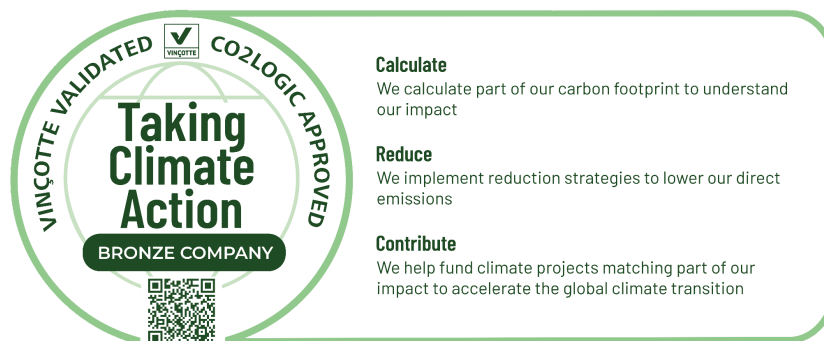 VINÇOTTE VALIDATED
VINÇOTTE
CO2LOGIC APPROVED
Taking
Climate
Action
BRONZE COMPANY
Calculate
We calculate part of our carbon footprint to understand
our impact
Reduce
We implement reduction strategies to lower our direct
emissions
Contribute
We help fund climate projects matching part of our
impact to accelerate the global climate transition